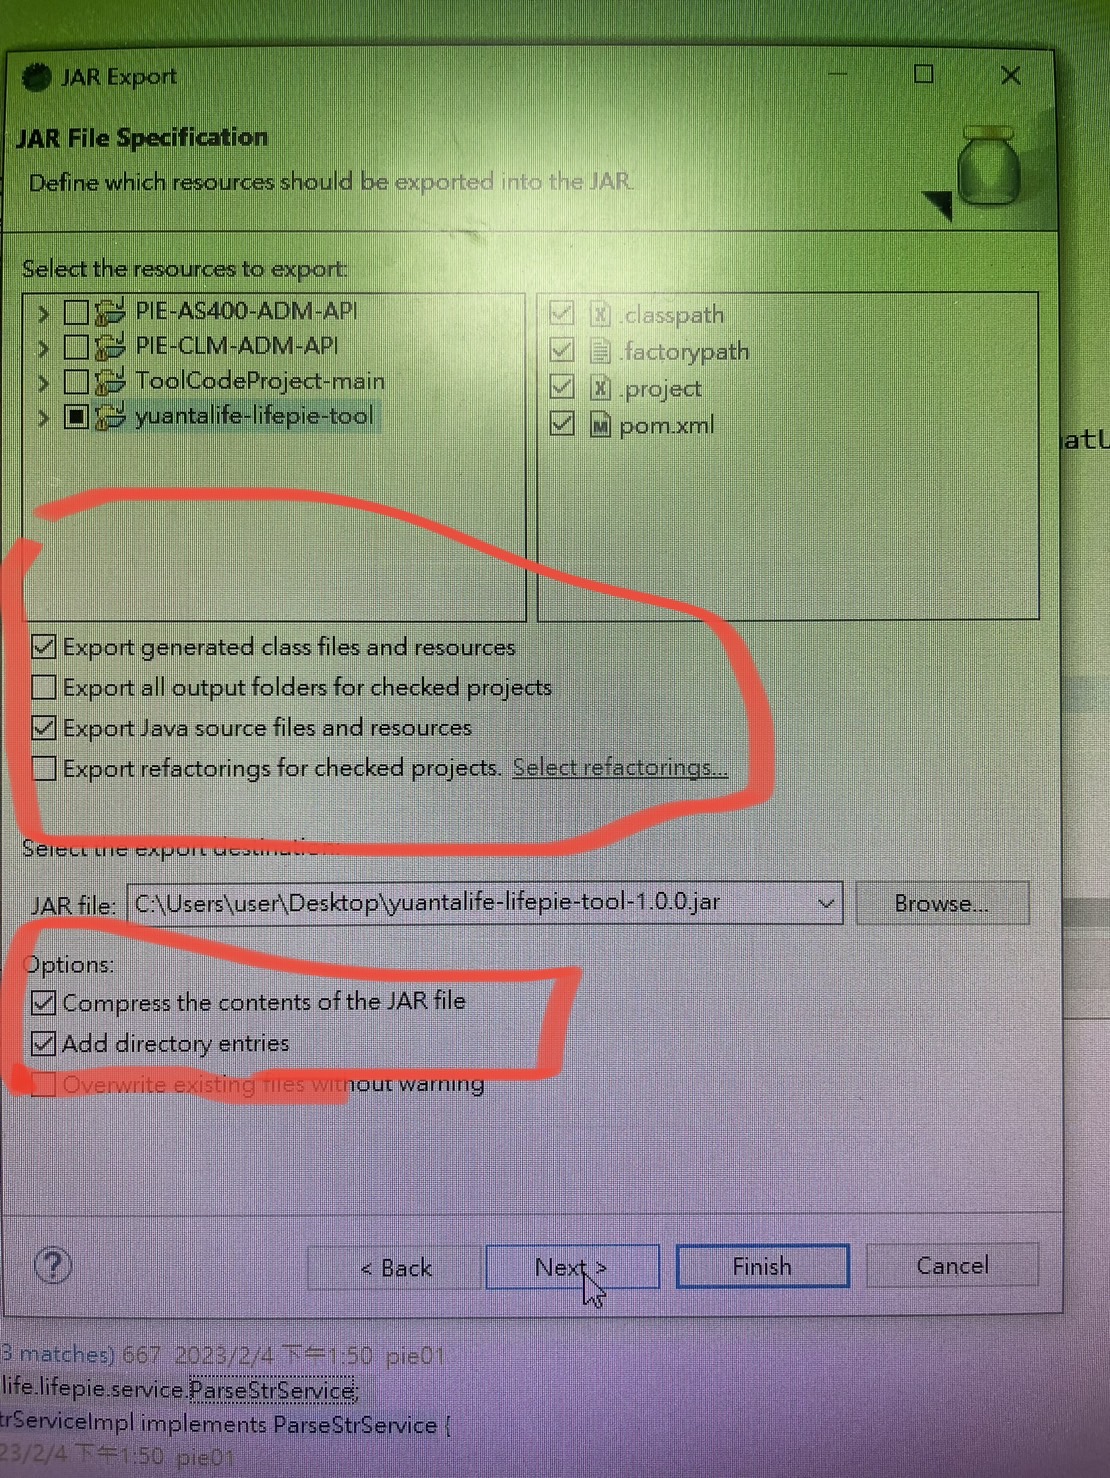 JAR Export
JAR File Specification
Define which resources should be exported into the JAR.
Select the resources to export:
PIE-AS400-ADM-API
PIE-CLM-ADM-API
ToolCodeProject-main
yuantalife-lifepie-tool
.classpath
.factorypath
.project
pom.xml
Export generated class files and resources
Export all output folders for checked projects
Export Java source files and resources
Export refactorings for checked projects. Select refactorings...
Select the export destination:
JAR file: C:\Users\user\Desktop\yuantalife-lifepie-tool-1.0.0.jar Browse...
Options:
Compress the contents of the JAR file
Add directory entries
Overwrite existing files without warning
? < Back Next > Finish Cancel
3 matches) 667 2023/2/4 下午1:50 pie01
life.lifepie.service.ParseStrService;
trServiceImpl implements ParseStrService {
23/2/4 下午1:50 pie01